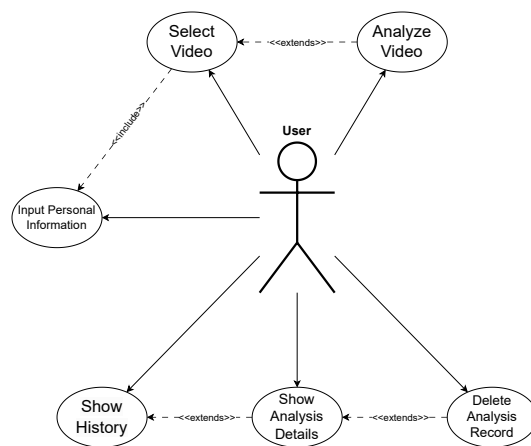 Select
Video
<<extends>>
Analyze
Video
<<include>>
User
Input Personal
Information
Show
History
<<extends>>
Show
Analysis
Details
<<extends>>
Delete
Analysis
Record